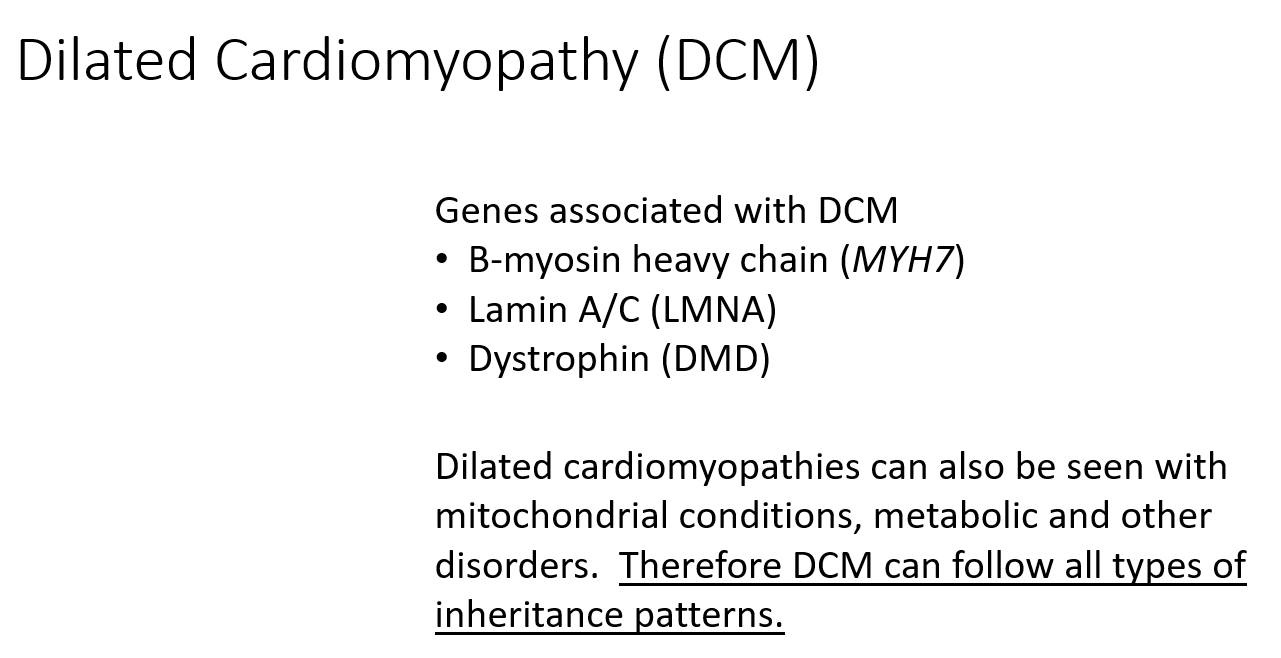 Dilated Cardiomyopathy (DCM)
Genes associated with DCM
• B-myosin heavy chain (MYH7)
• Lamin A/C (LMNA)
• Dystrophin (DMD)
Dilated cardiomyopathies can also be seen with
mitochondrial conditions, metabolic and other
disorders.  Therefore DCM can follow all types of
inheritance patterns.